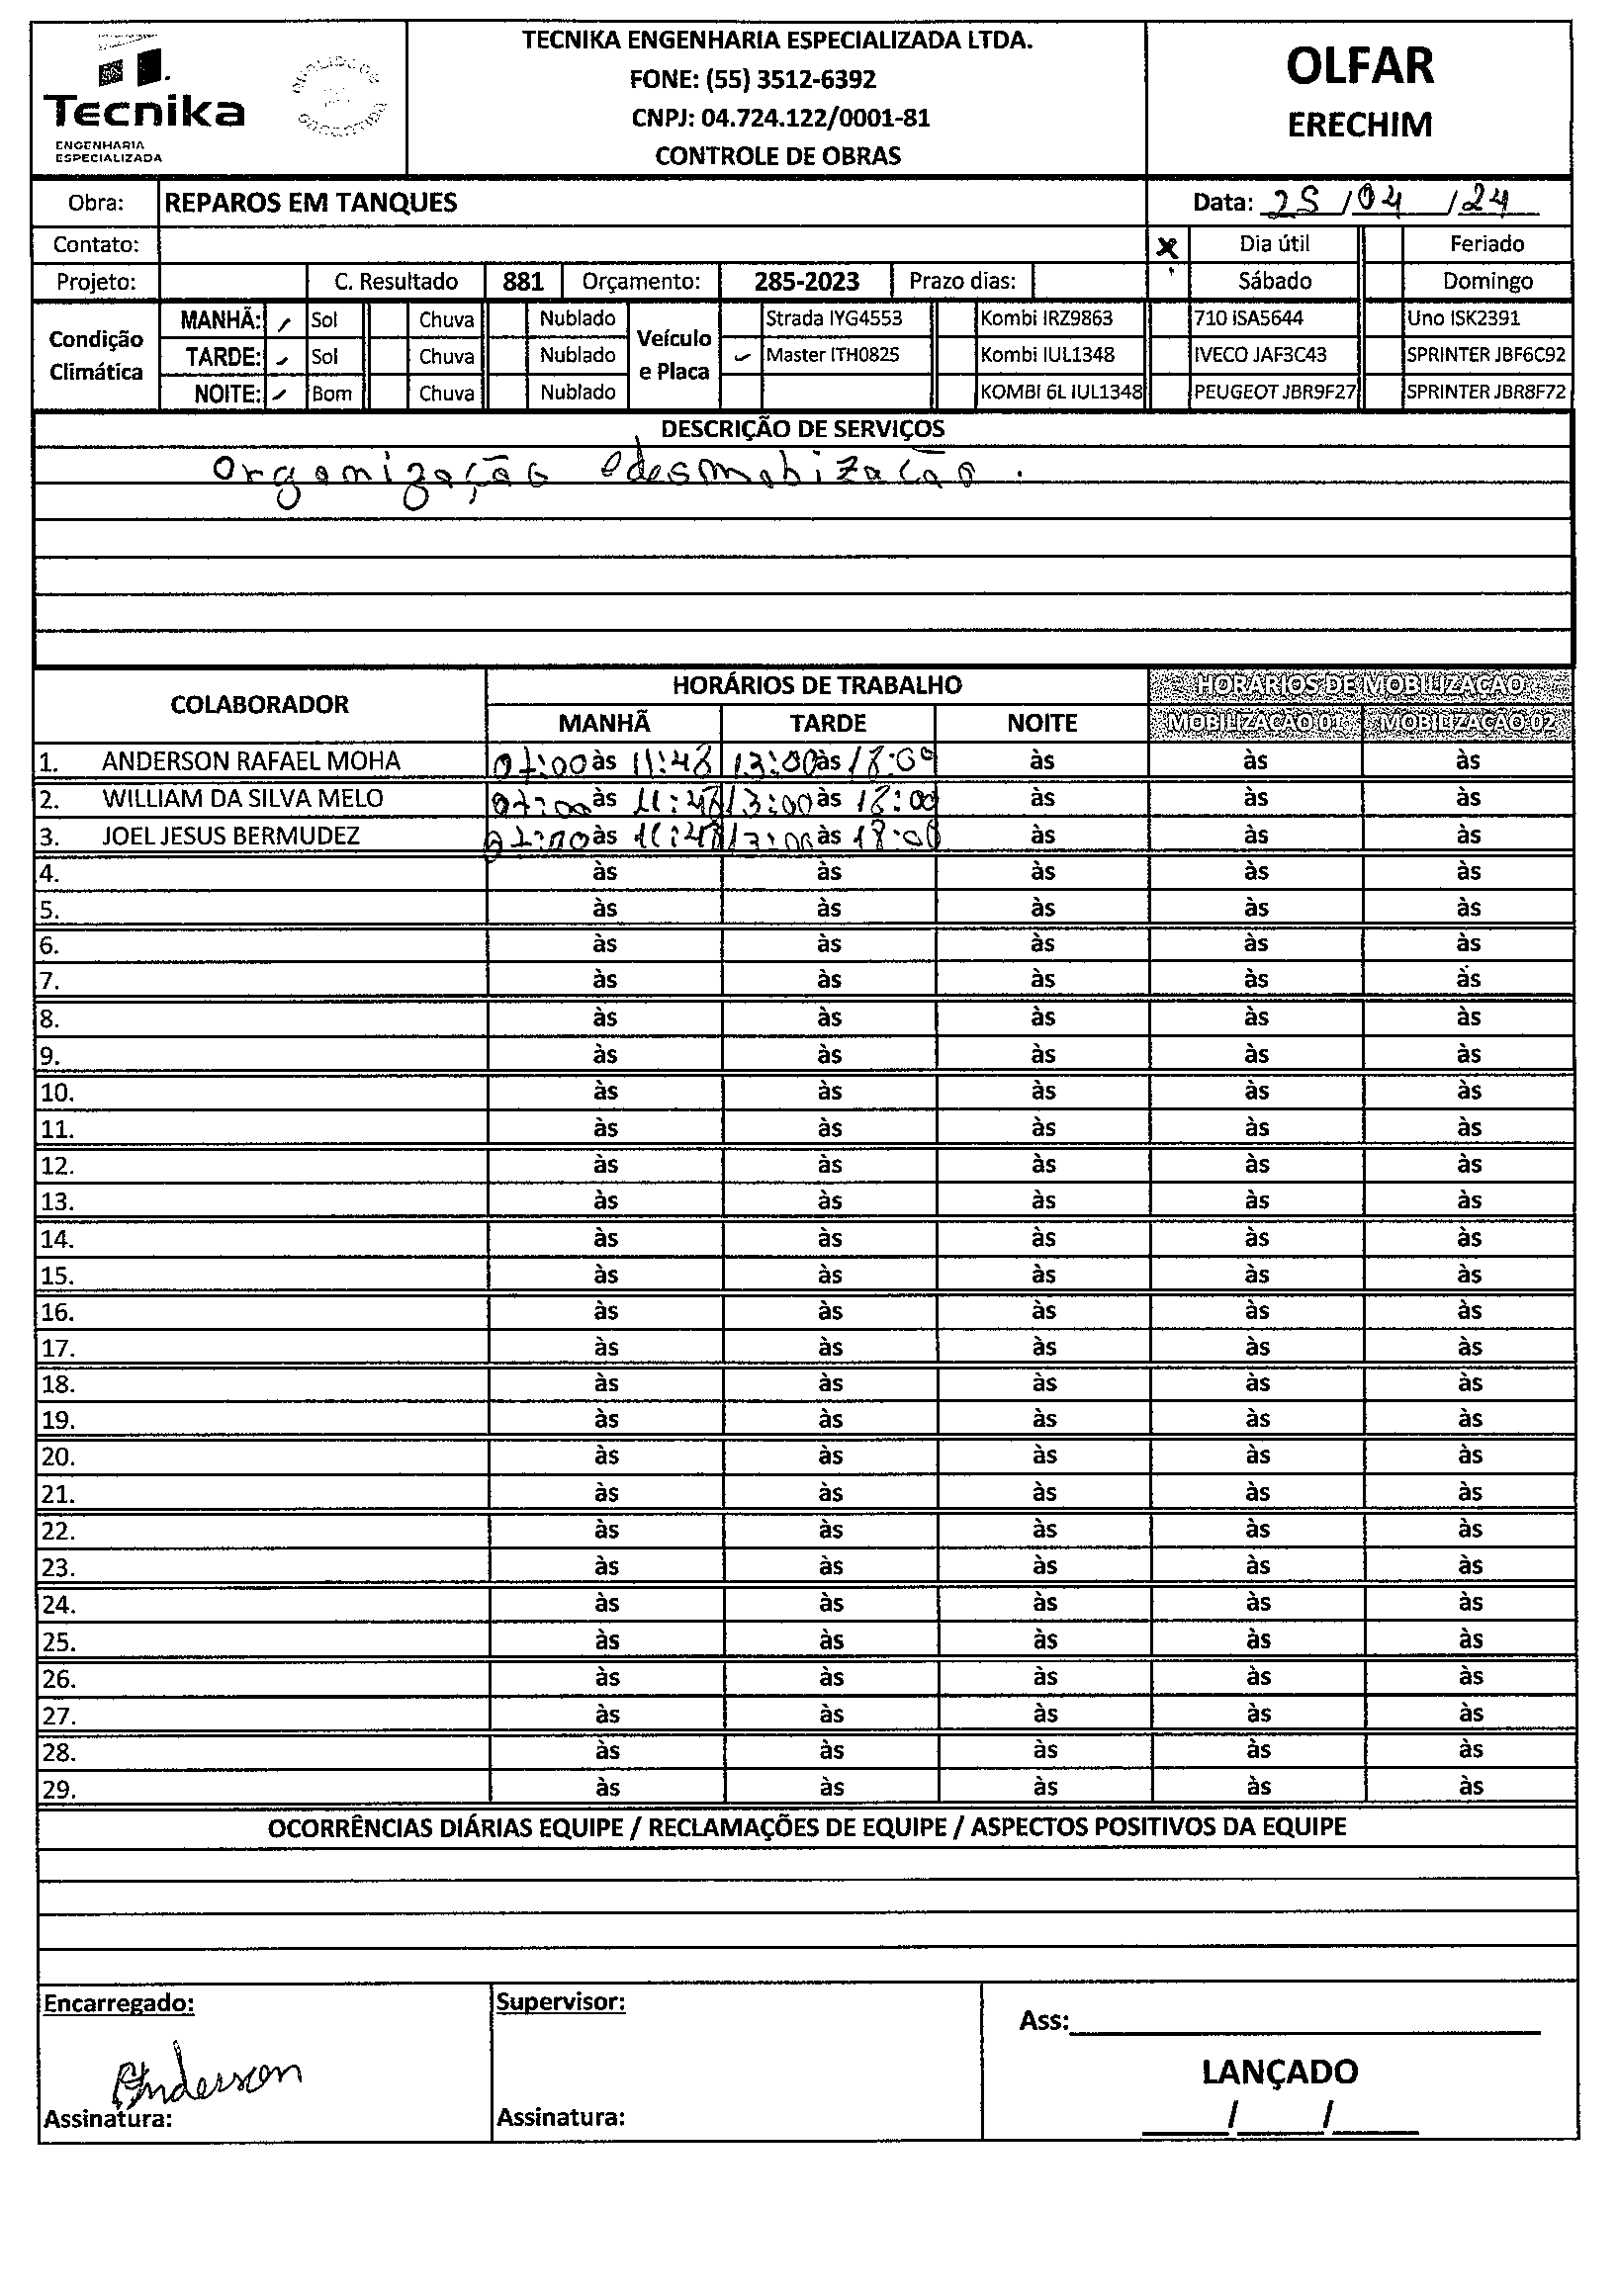 TECNIKA ENGENHARIA ESPECIALIZADA LTDA.
FONE: (55) 3512-6392
CNPJ: 04.724.122/0001-81
CONTROLE DE OBRAS
Tecnika
ENGENHARIA
ESPECIALIZADA
OLFAR
ERECHIM
Obra: REPAROS EM TANQUES Data: 25/04/24
Contato: x Dia útil Feriado
Projeto: C. Resultado 881 Orçamento: 285-2023 Prazo dias: Sábado Domingo
Condição Climática
MANHÃ: Sol Chuva Nublado
TARDE: Sol Chuva Nublado
NOITE: Bom Chuva Nublado
Veículo e Placa
Strada IYG4553 Kombi IRZ9863 710 ISA5644 Uno ISK2391
Master ITH0825 Kombi IUL1348 IVECO JAF3C43 SPRINTER JBF6C92
KOMBI 6L IUL1348 PEUGEOT JBR9F27 SPRINTER JBR8F72
DESCRIÇÃO DE SERVIÇOS
Organização e desmobização.
COLABORADOR HORÁRIOS DE TRABALHO HORÁRIOS DE MOBILIZAÇÃO
MANHÃ TARDE NOITE MOBILIZAÇÃO 01 MOBILIZAÇÃO 02
1. ANDERSON RAFAEL MOHA 07:00 às 11:48 13:00 às 18:00 às às às
2. WILLIAM DA SILVA MELO 07:00 às 11:48 13:00 às 18:00 às às às
3. JOEL JESUS BERMUDEZ 07:00 às 11:48 13:00 às 18:00 às às às
4. às às às às às
5. às às às às às
6. às às às às às
7. às às às às às
8. às às às às às
9. às às às às às
10. às às às às às
11. às às às às às
12. às às às às às
13. às às às às às
14. às às às às às
15. às às às às às
16. às às às às às
17. às às às às às
18. às às às às às
19. às às às às às
20. às às às às às
21. às às às às às
22. às às às às às
23. às às às às às
24. às às às às às
25. às às às às às
26. às às às às às
27. às às às às às
28. às às às às às
29. às às às às às
OCORRÊNCIAS DIÁRIAS EQUIPE / RECLAMAÇÕES DE EQUIPE / ASPECTOS POSITIVOS DA EQUIPE
Encarregado: Supervisor: Ass:
Anderson LANÇADO
Assinatura: Assinatura: / /